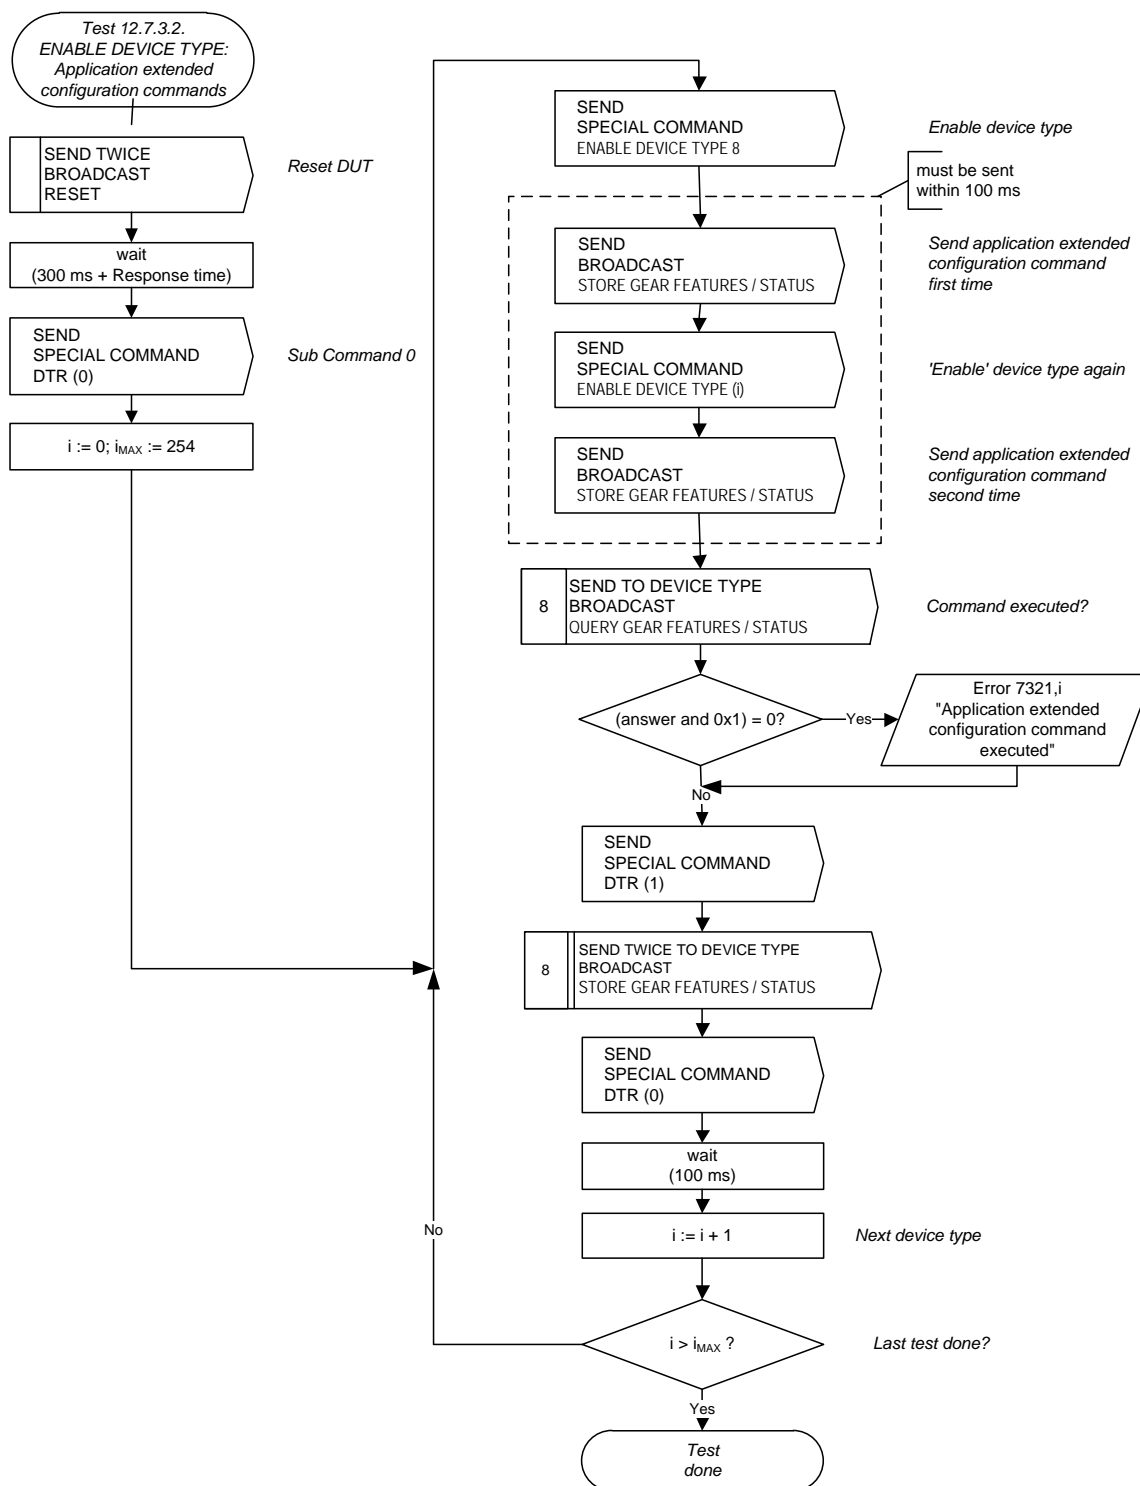 Test 12.7.3.2.
ENABLE DEVICE TYPE:
Application extended
configuration commands
SEND TWICE
BROADCAST
RESET
Reset DUT
wait
(300 ms + Response time)
SEND
SPECIAL COMMAND
DTR (0)
Sub Command 0
i := 0; iMAX := 254
SEND
SPECIAL COMMAND
ENABLE DEVICE TYPE 8
Enable device type
must be sent
within 100 ms
SEND
BROADCAST
STORE GEAR FEATURES / STATUS
Send application extended
configuration command
first time
SEND
SPECIAL COMMAND
ENABLE DEVICE TYPE (i)
'Enable' device type again
SEND
BROADCAST
STORE GEAR FEATURES / STATUS
Send application extended
configuration command
second time
8
SEND TO DEVICE TYPE
BROADCAST
QUERY GEAR FEATURES / STATUS
Command executed?
(answer and 0x1) = 0?
Yes
Error 7321,i
"Application extended
configuration command
executed"
No
SEND
SPECIAL COMMAND
DTR (1)
8
SEND TWICE TO DEVICE TYPE
BROADCAST
STORE GEAR FEATURES / STATUS
SEND
SPECIAL COMMAND
DTR (0)
wait
(100 ms)
i := i + 1
Next device type
No
i > iMAX ?
Last test done?
Yes
Test
done